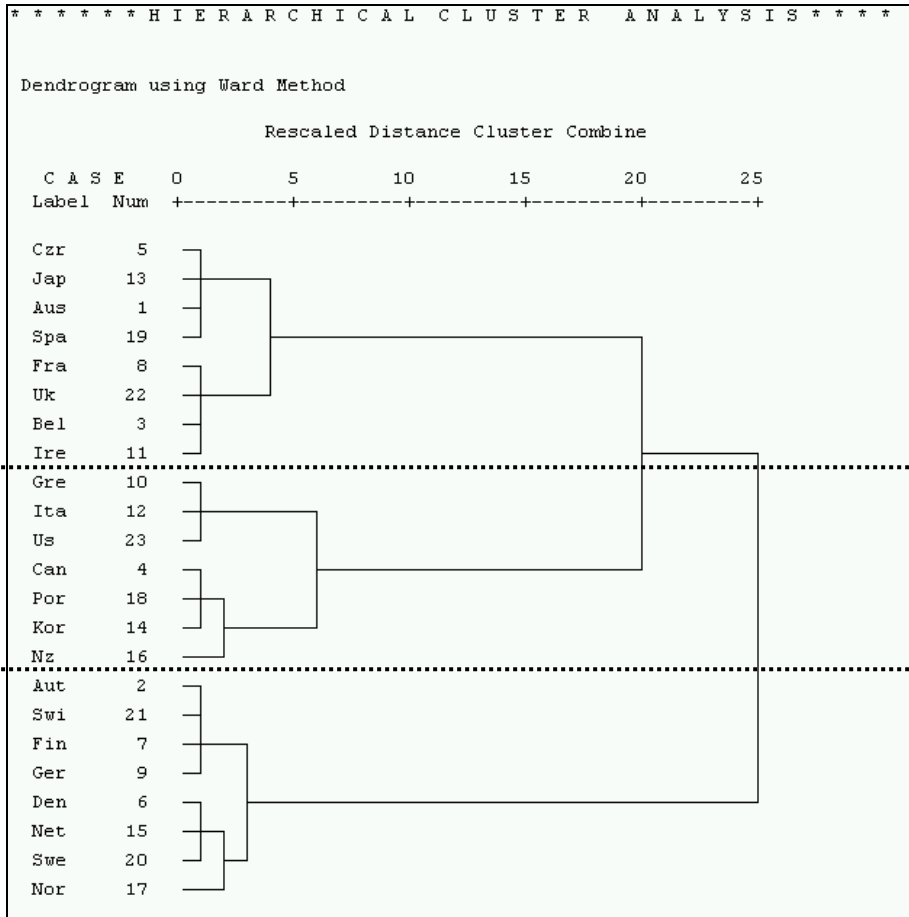 * * * * * * H I E R A R C H I C A L  C L U S T E R  A N A L Y S I S * * * *
Dendrogram using Ward Method
Rescaled Distance Cluster Combine
C A S E 0 5 10 15 20 25
Label Num +---------+---------+---------+---------+---------+
Czr 5
Jap 13
Aus 1
Spa 19
Fra 8
Uk 22
Bel 3
Ire 11
Gre 10
Ita 12
Us 23
Can 4
Por 18
Kor 14
Nz 16
Aut 2
Swi 21
Fin 7
Ger 9
Den 6
Net 15
Swe 20
Nor 17